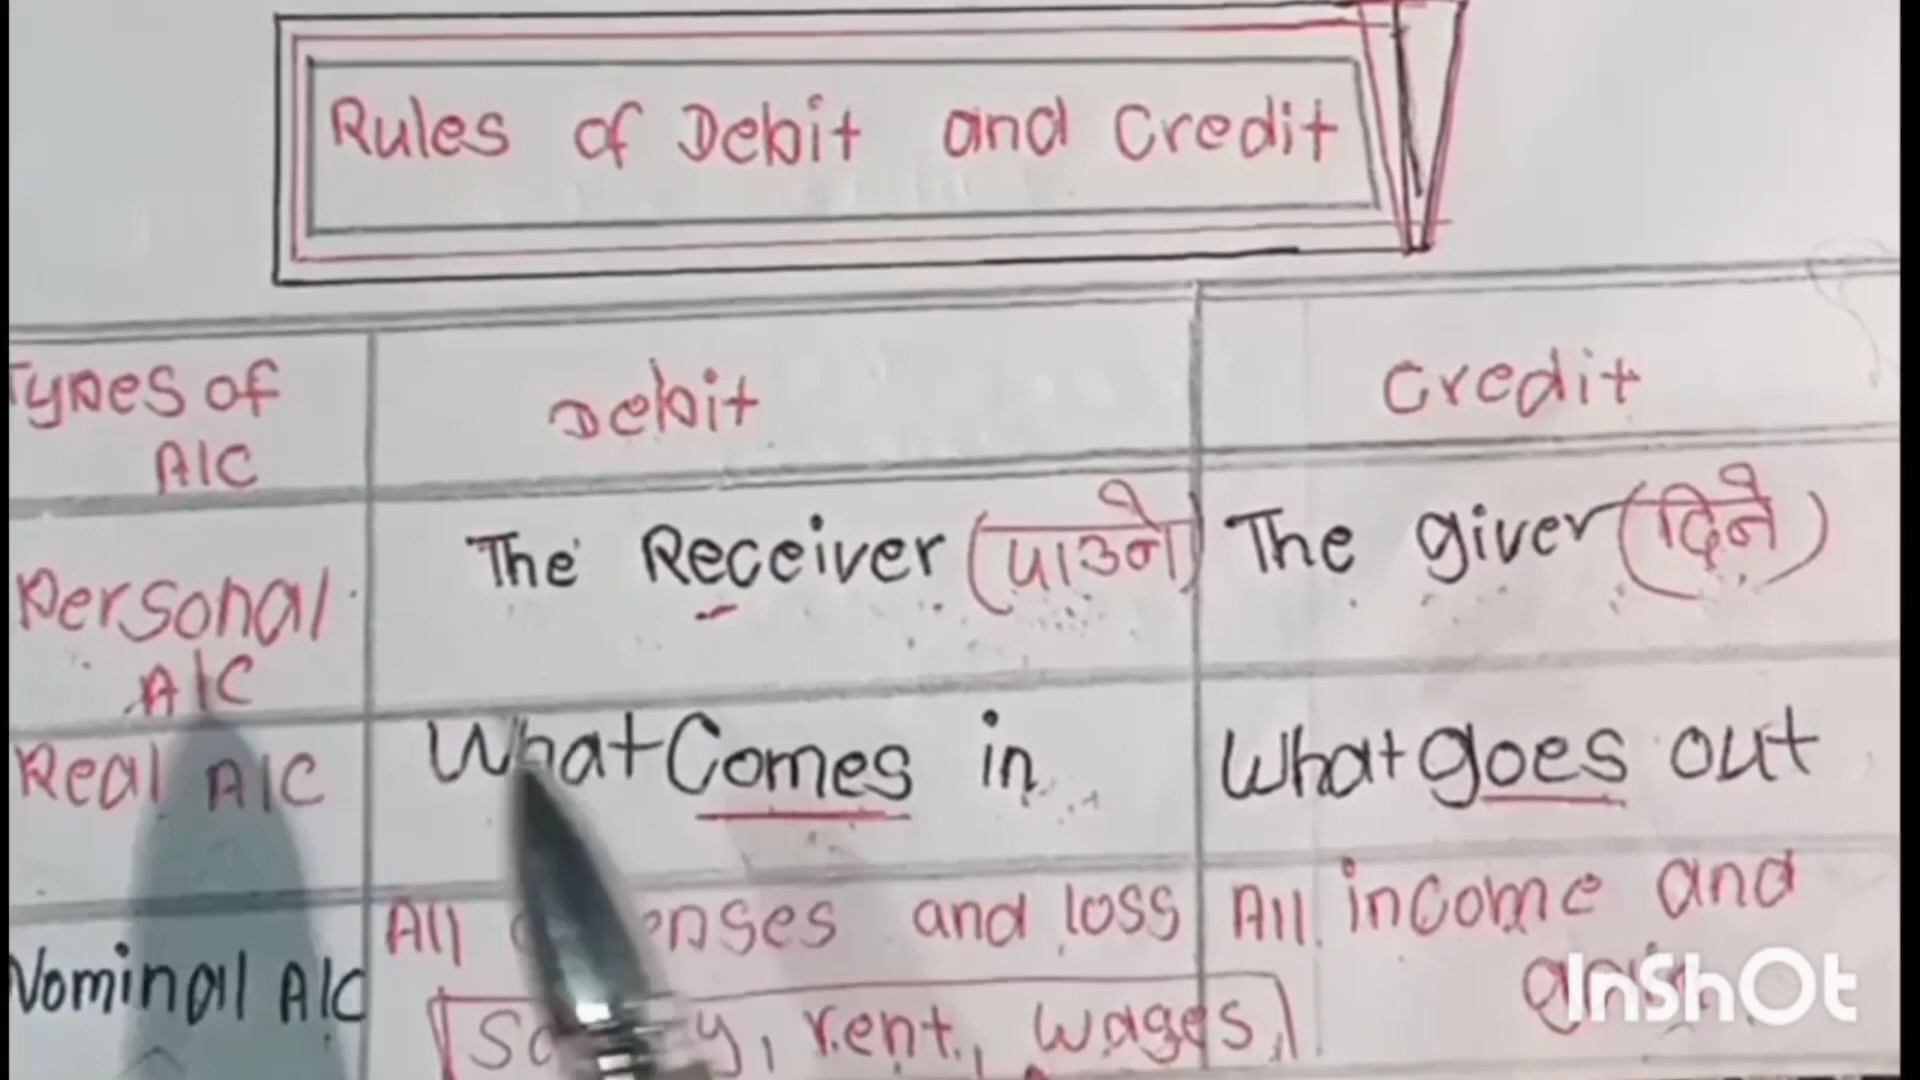 Rules of Debit and Credit
Types of A/C
Debit
Credit
Personal A/C
The Receiver (पाउने)
The giver (दिने)
Real A/C
What Comes in
What goes out
Nominal A/C
All and loss
All income and
rent, wages,
InShOt